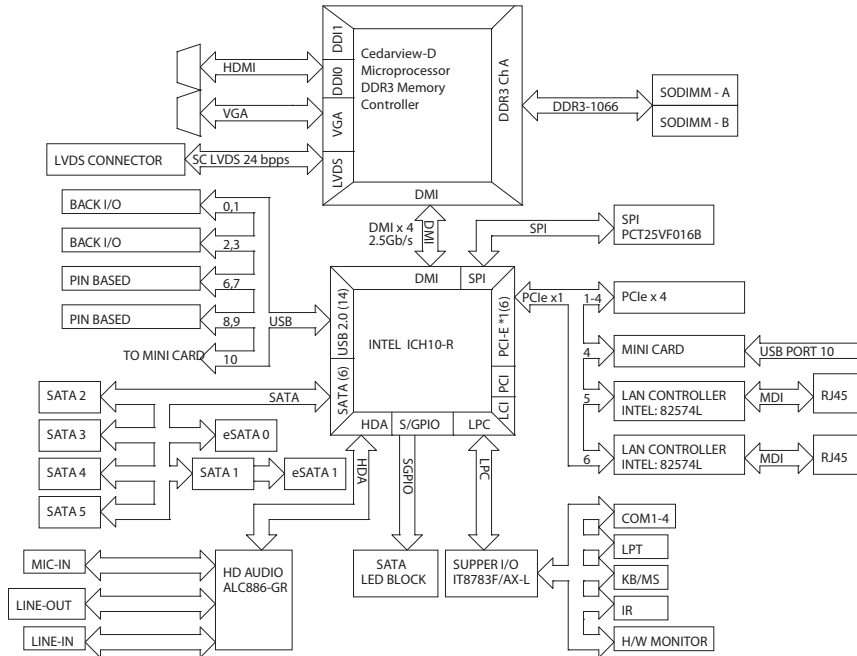 DDI1
Cedarview-D
Microprocessor
DDR3 Memory
Controller
DDR3 Ch A
HDMI
DDI0
VGA
VGA
DDR3-1066
SODIMM - A
SODIMM - B
LVDS CONNECTOR
SC LVDS 24 bpps
LVDS
DMI
BACK I/O
0,1
DMI x 4
2.5Gb/s
DMI
SPI
SPI
PCT25VF016B
BACK I/O
2,3
PIN BASED
6,7
DMI
SPI
PIN BASED
8,9
USB
USB 2.0 (14)
INTEL ICH10-R
PCI-E *1(6)
PCIe x1
1-4
PCIe x 4
TO MINI CARD
10
4
MINI CARD
USB PORT 10
SATA 2
SATA
SATA (6)
PCI
LCI
5
LAN CONTROLLER
INTEL: 82574L
MDI
RJ45
SATA 3
eSATA 0
HDA
S/GPIO
LPC
SATA 4
SATA 1
eSATA 1
HDA
SGPIO
LPC
6
LAN CONTROLLER
INTEL: 82574L
MDI
RJ45
SATA 5
COM1-4
MIC-IN
HD AUDIO
ALC886-GR
SATA
LED BLOCK
SUPPER I/O
IT8783F/AX-L
LPT
KB/MS
LINE-OUT
IR
LINE-IN
H/W MONITOR